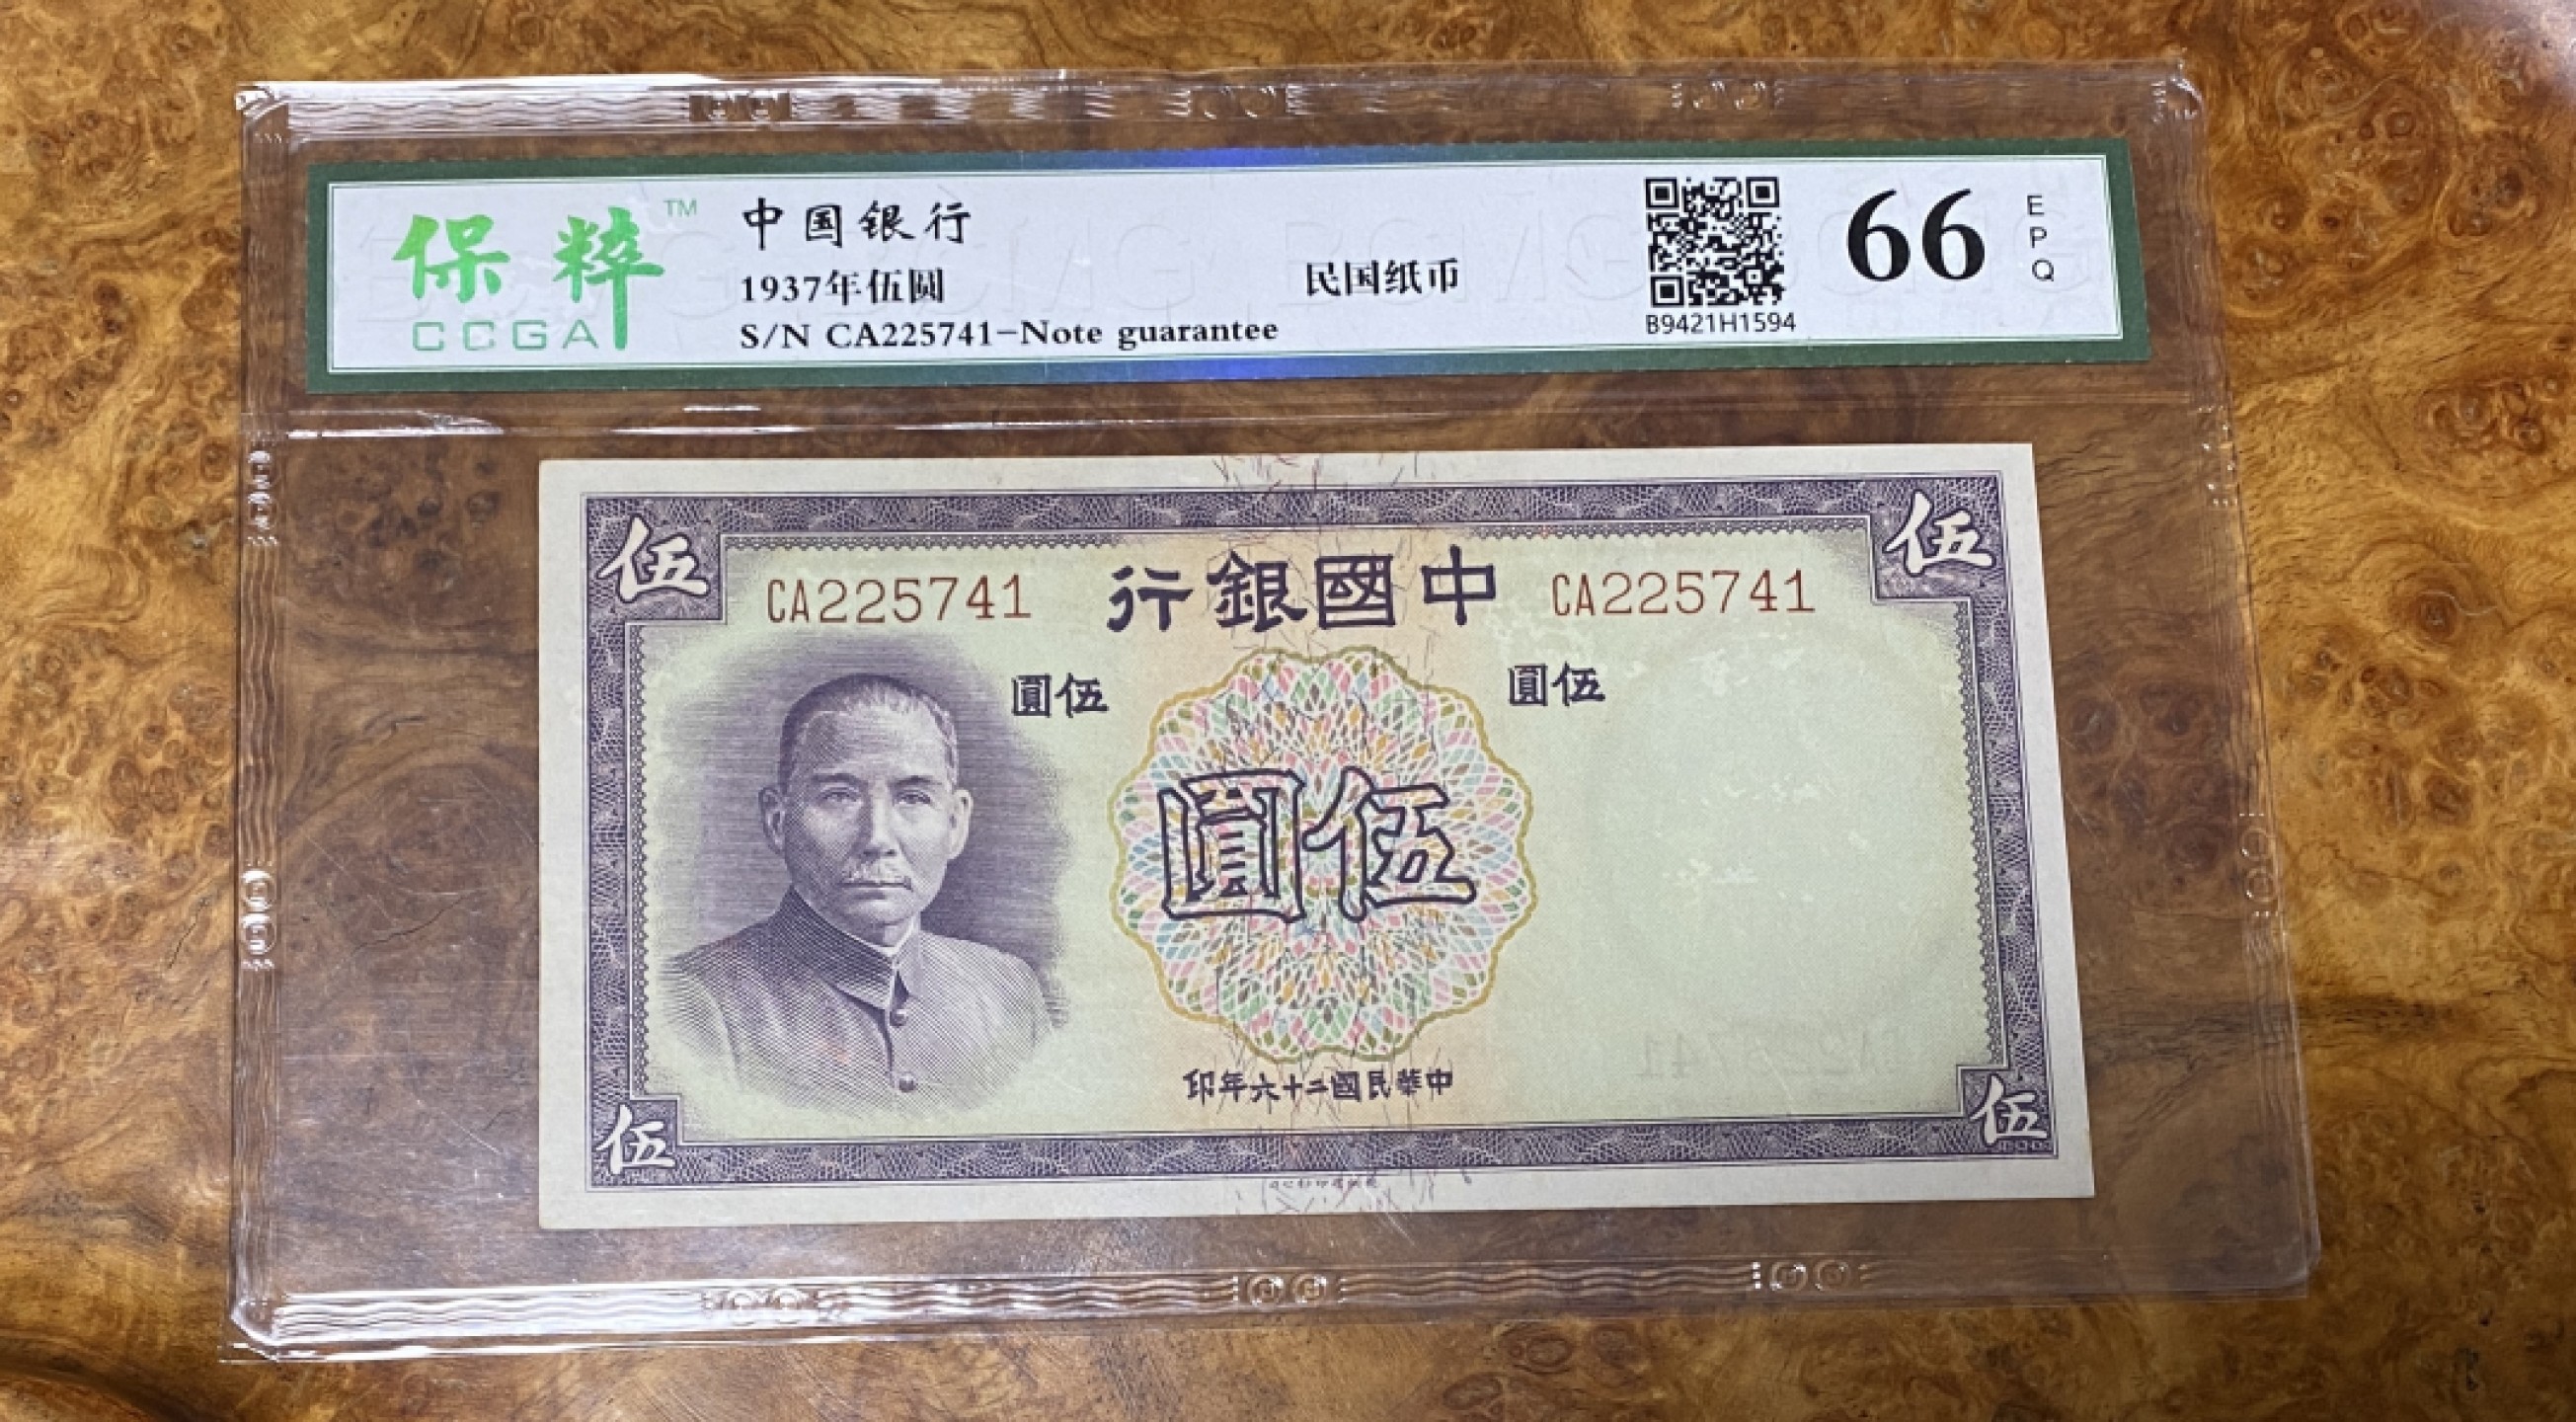 保粹 TM
CCGA
中国银行
1937年伍圆
S/N CA225741-Note guarantee
民国纸币
B9421H1594
66
EPQ
伍
伍
CA225741
行銀國中
CA225741
圓伍
圓伍
圓伍
印年六十二國民華中
伍
伍